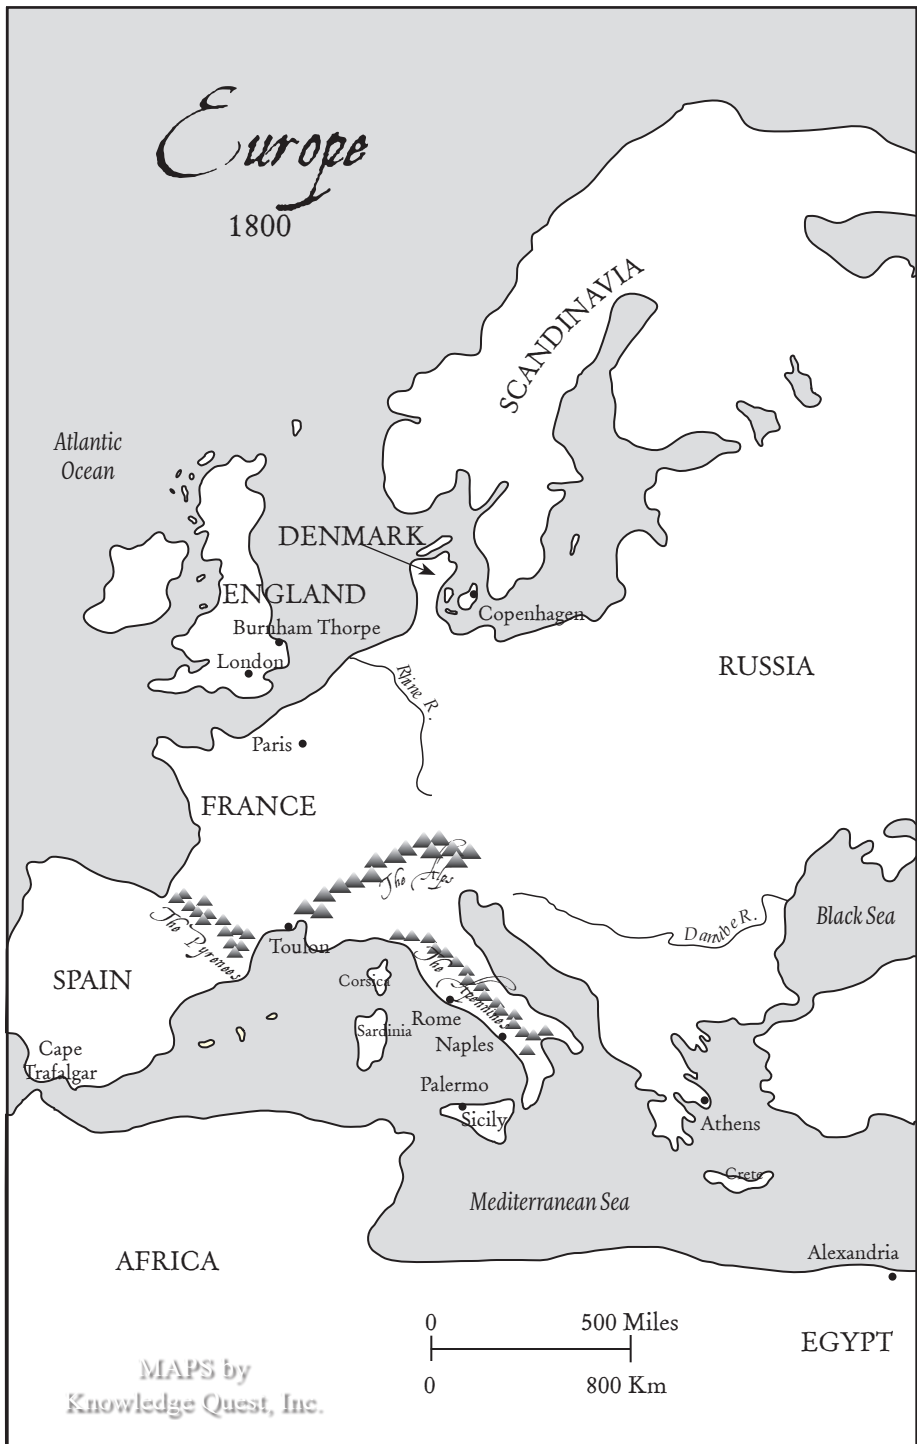 Europe
1800
SCANDINAVIA
Atlantic
Ocean
DENMARK
ENGLAND
Copenhagen
Burnham Thorpe
London
RUSSIA
Rhine R.
Paris
FRANCE
The Alps
The Pyrenees
Toulon
Danube R.
Black Sea
SPAIN
Corsica
The Apennines
Rome
Sardinia
Naples
Cape
Trafalgar
Palermo
Sicily
Athens
Crete
Mediterranean Sea
Alexandria
AFRICA
0 500 Miles
EGYPT
0 800 Km
MAPS by
Knowledge Quest, Inc.